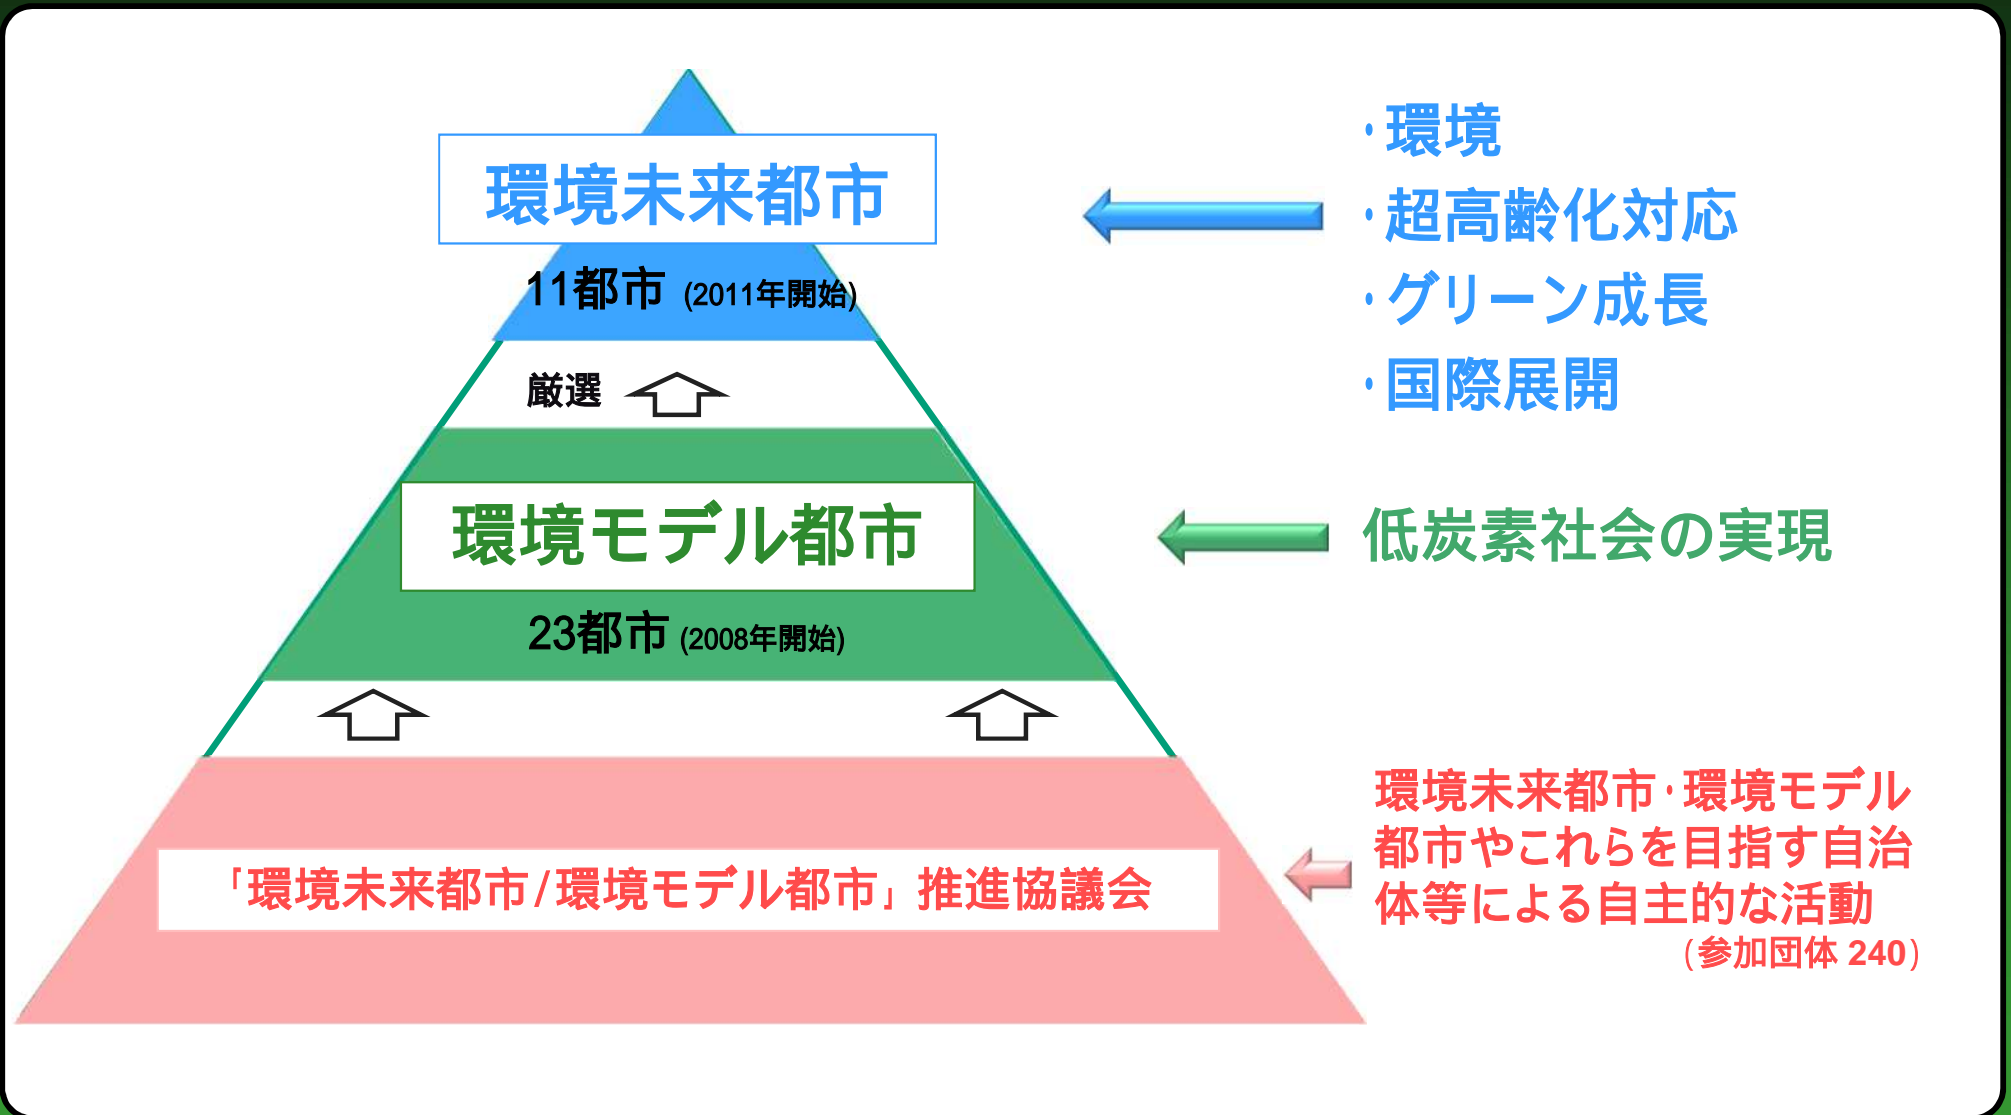 環境未来都市
11都市 (2011年開始)
厳選
環境モデル都市
23都市 (2008年開始)
「環境未来都市/環境モデル都市」推進協議会
・環境
・超高齢化対応
・グリーン成長
・国際展開
低炭素社会の実現
環境未来都市・環境モデル
都市やこれらを目指す自治
体等による自主的な活動
(参加団体 240)